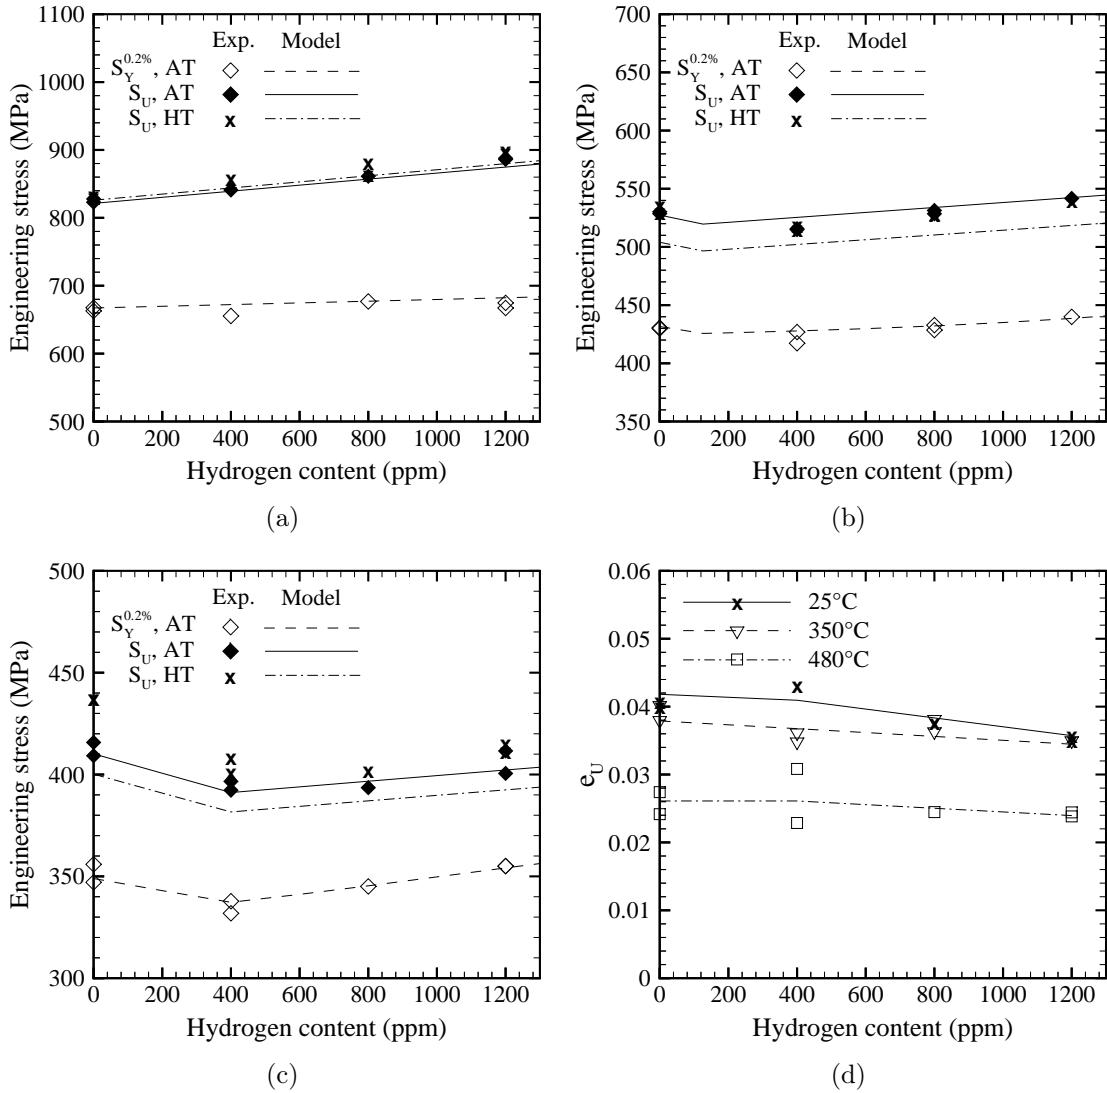 1100
1000
900
800
700
600
500
0 200 400 600 800 1000 1200
Engineering stress (MPa)
Hydrogen content (ppm)
Exp. Model
S_Y^0.2%, AT
S_U, AT
S_U, HT
(a)
700
650
600
550
500
450
400
350
0 200 400 600 800 1000 1200
Engineering stress (MPa)
Hydrogen content (ppm)
Exp. Model
S_Y^0.2%, AT
S_U, AT
S_U, HT
(b)
500
450
400
350
300
0 200 400 600 800 1000 1200
Engineering stress (MPa)
Hydrogen content (ppm)
Exp. Model
S_Y^0.2%, AT
S_U, AT
S_U, HT
(c)
0.06
0.05
0.04
0.03
0.02
0.01
0
0 200 400 600 800 1000 1200
e_U
Hydrogen content (ppm)
25°C
350°C
480°C
(d)